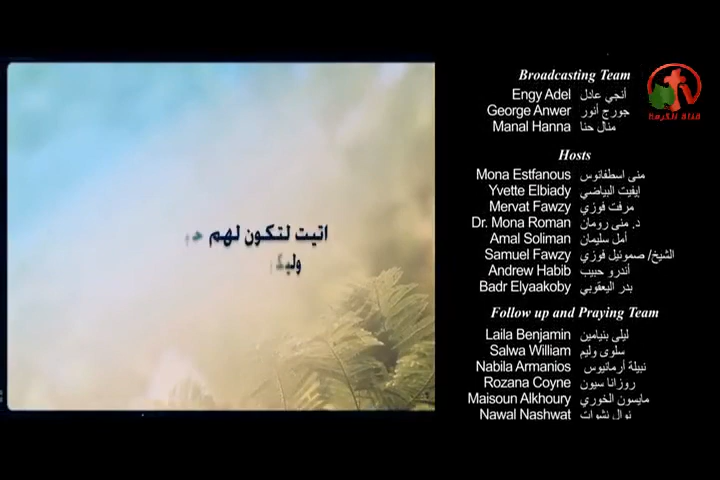 اتيت لتكون لهم
Broadcasting Team
Engy Adel أنجي عادل
George Anwer جورج أنور
Manal Hanna منال حنا
Hosts
Mona Estfanous منى اسطفانوس
Yvette Elbiady إيفيت البياضي
Mervat Fawzy مرفت فوزي
Dr. Mona Roman د. منى رومان
Amal Soliman أمل سليمان
Samuel Fawzy الشيخ/ صموئيل فوزي
Andrew Habib أندرو حبيب
Badr Elyaakoby بدر اليعقوبي
Follow up and Praying Team
Laila Benjamin ليلى بنيامين
Salwa William سلوى وليم
Nabila Armanios نبيلة أرمانيوس
Rozana Coyne روزانا سيون
Maisoun Alkhoury مايسون الخوري
Nawal Nashwat نوال نشوات
قناة الكرمة